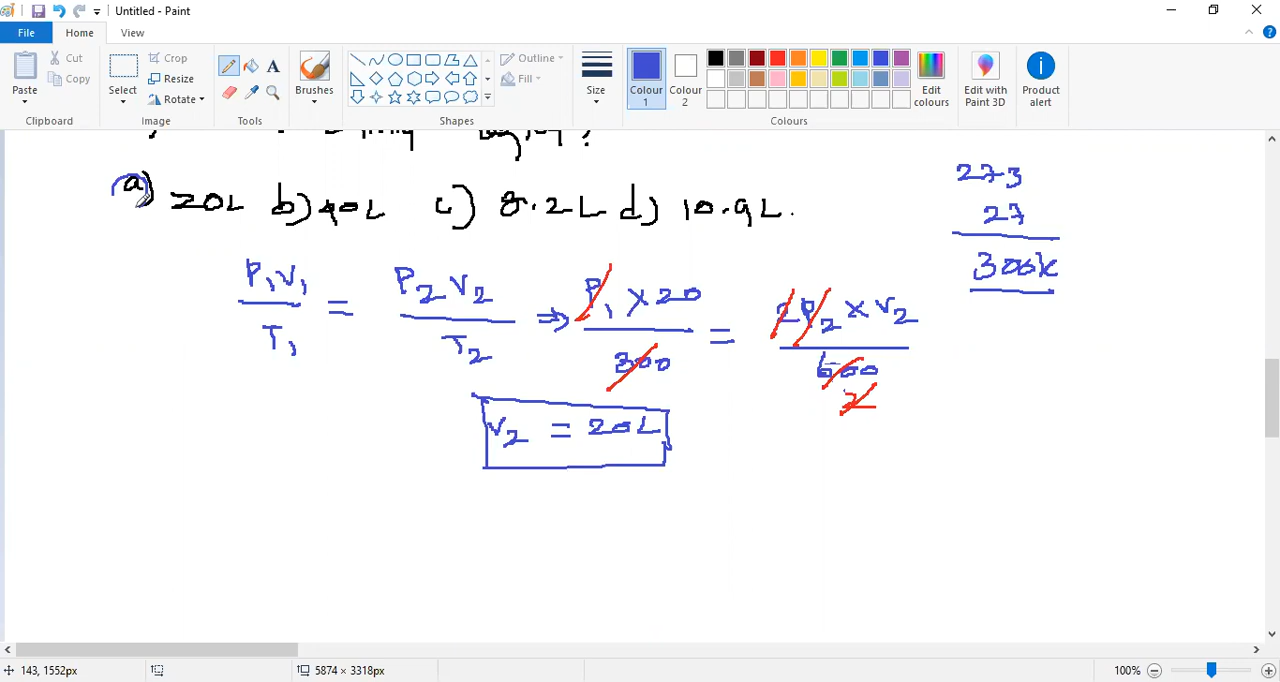 Untitled - Paint
File Home View
Paste Cut Copy Select Crop Resize Rotate Brushes Outline Fill Size Colour 1 Colour 2 Edit colours Edit with Paint 3D Product alert
Clipboard Image Tools Shapes Colours
a) 20L b) 40L c) 8.2L d) 10.9L.
273
27
300K
P₁V₁ / T₁ = P₂V₂ / T₂ ⇒ P₁ × 20 / 300 = 2P₂ × V₂ / 600
2
V₂ = 20L
143, 1552px 5874 × 3318px 100%